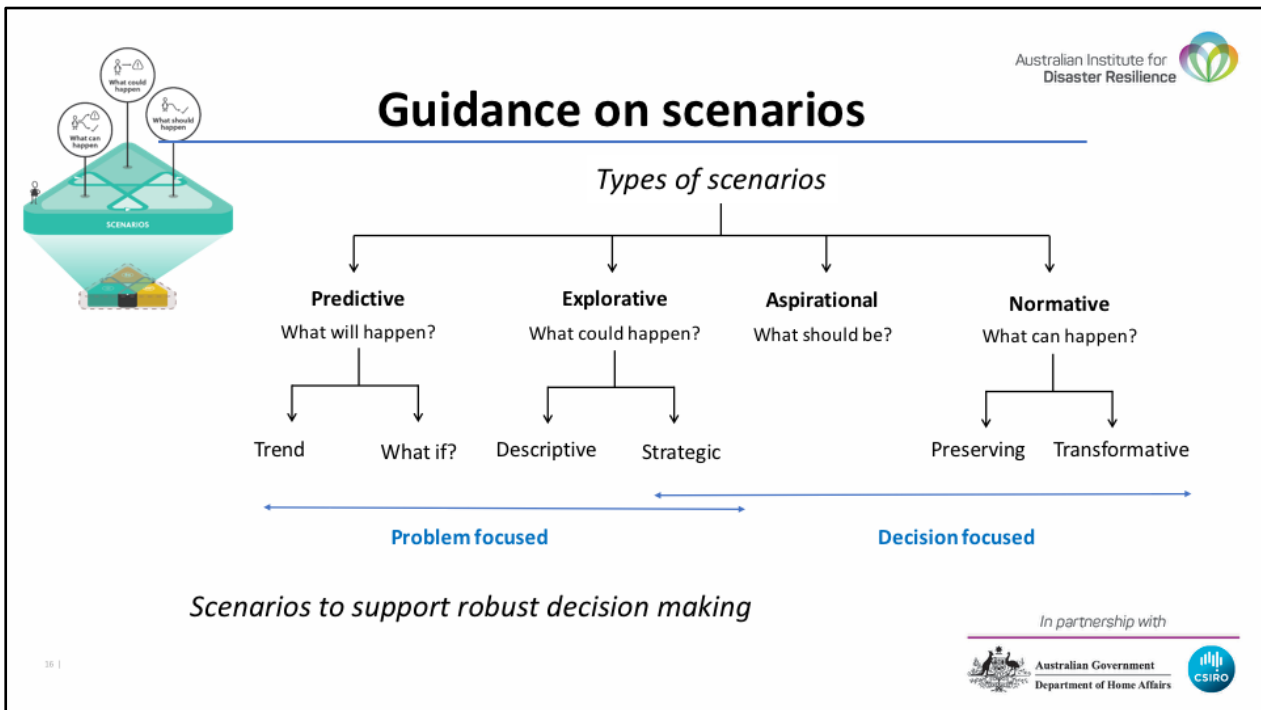 What could
happen
What can
happen
What should
happen
SCENARIOS
Australian Institute for
Disaster Resilience
Guidance on scenarios
Types of scenarios
Predictive
What will happen?
Explorative
What could happen?
Aspirational
What should be?
Normative
What can happen?
Trend
What if?
Descriptive
Strategic
Preserving
Transformative
Problem focused
Decision focused
Scenarios to support robust decision making
In partnership with
Australian Government
Department of Home Affairs
CSIRO
16 |